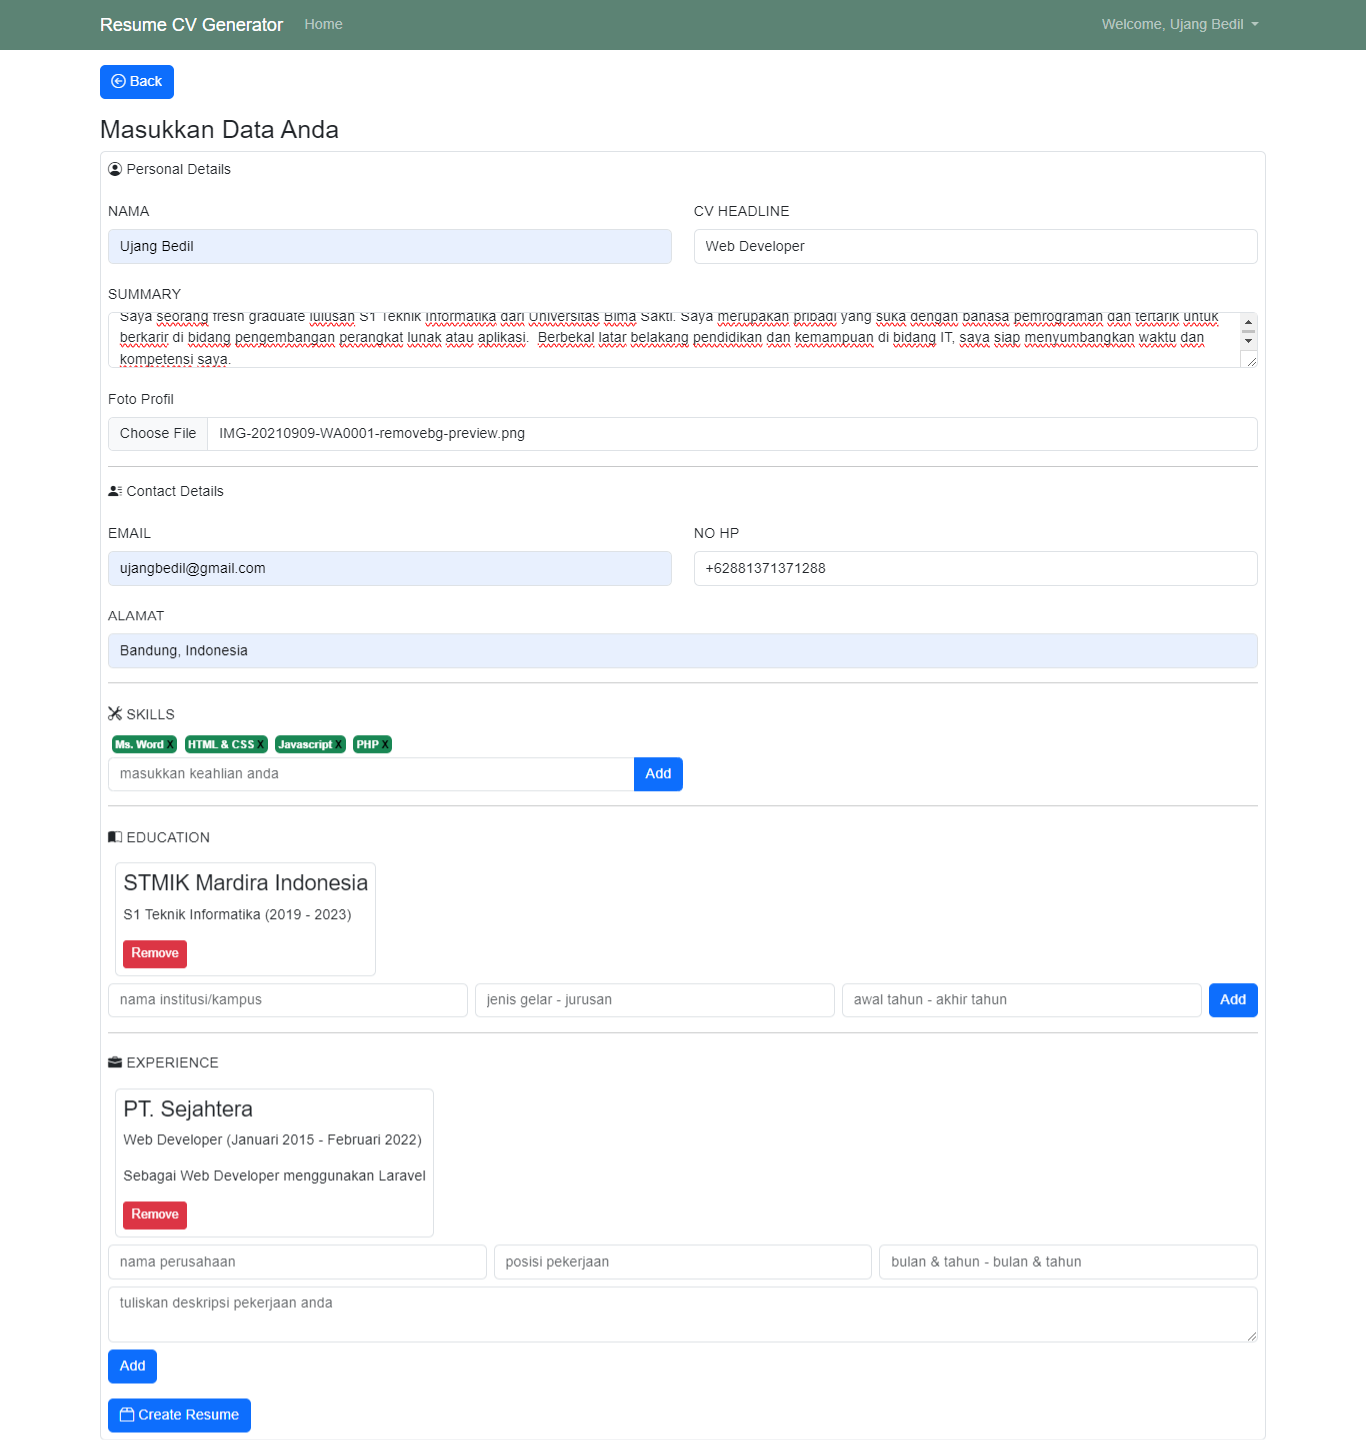 Resume CV Generator Home Welcome, Ujang Bedil
Back
Masukkan Data Anda
Personal Details
NAMA CV HEADLINE
Ujang Bedil Web Developer
SUMMARY
Saya seorang fresh graduate lulusan S1 Teknik Informatika dari Universitas Bima Sakti. Saya merupakan pribadi yang suka dengan bahasa pemrograman dan tertarik untuk
berkarir di bidang pengembangan perangkat lunak atau aplikasi.  Berbekal latar belakang pendidikan dan kemampuan di bidang IT, saya siap menyumbangkan waktu dan
kompetensi saya.
Foto Profil
Choose File IMG-20210909-WA0001-removebg-preview.png
Contact Details
EMAIL NO HP
ujangbedil@gmail.com +62881371371288
ALAMAT
Bandung, Indonesia
SKILLS
Ms. Word X HTML & CSS X Javascript X PHP X
masukkan keahlian anda Add
EDUCATION
STMIK Mardira Indonesia
S1 Teknik Informatika (2019 - 2023)
Remove
nama institusi/kampus jenis gelar - jurusan awal tahun - akhir tahun Add
EXPERIENCE
PT. Sejahtera
Web Developer (Januari 2015 - Februari 2022)
Sebagai Web Developer menggunakan Laravel
Remove
nama perusahaan posisi pekerjaan bulan & tahun - bulan & tahun
tuliskan deskripsi pekerjaan anda
Add
Create Resume